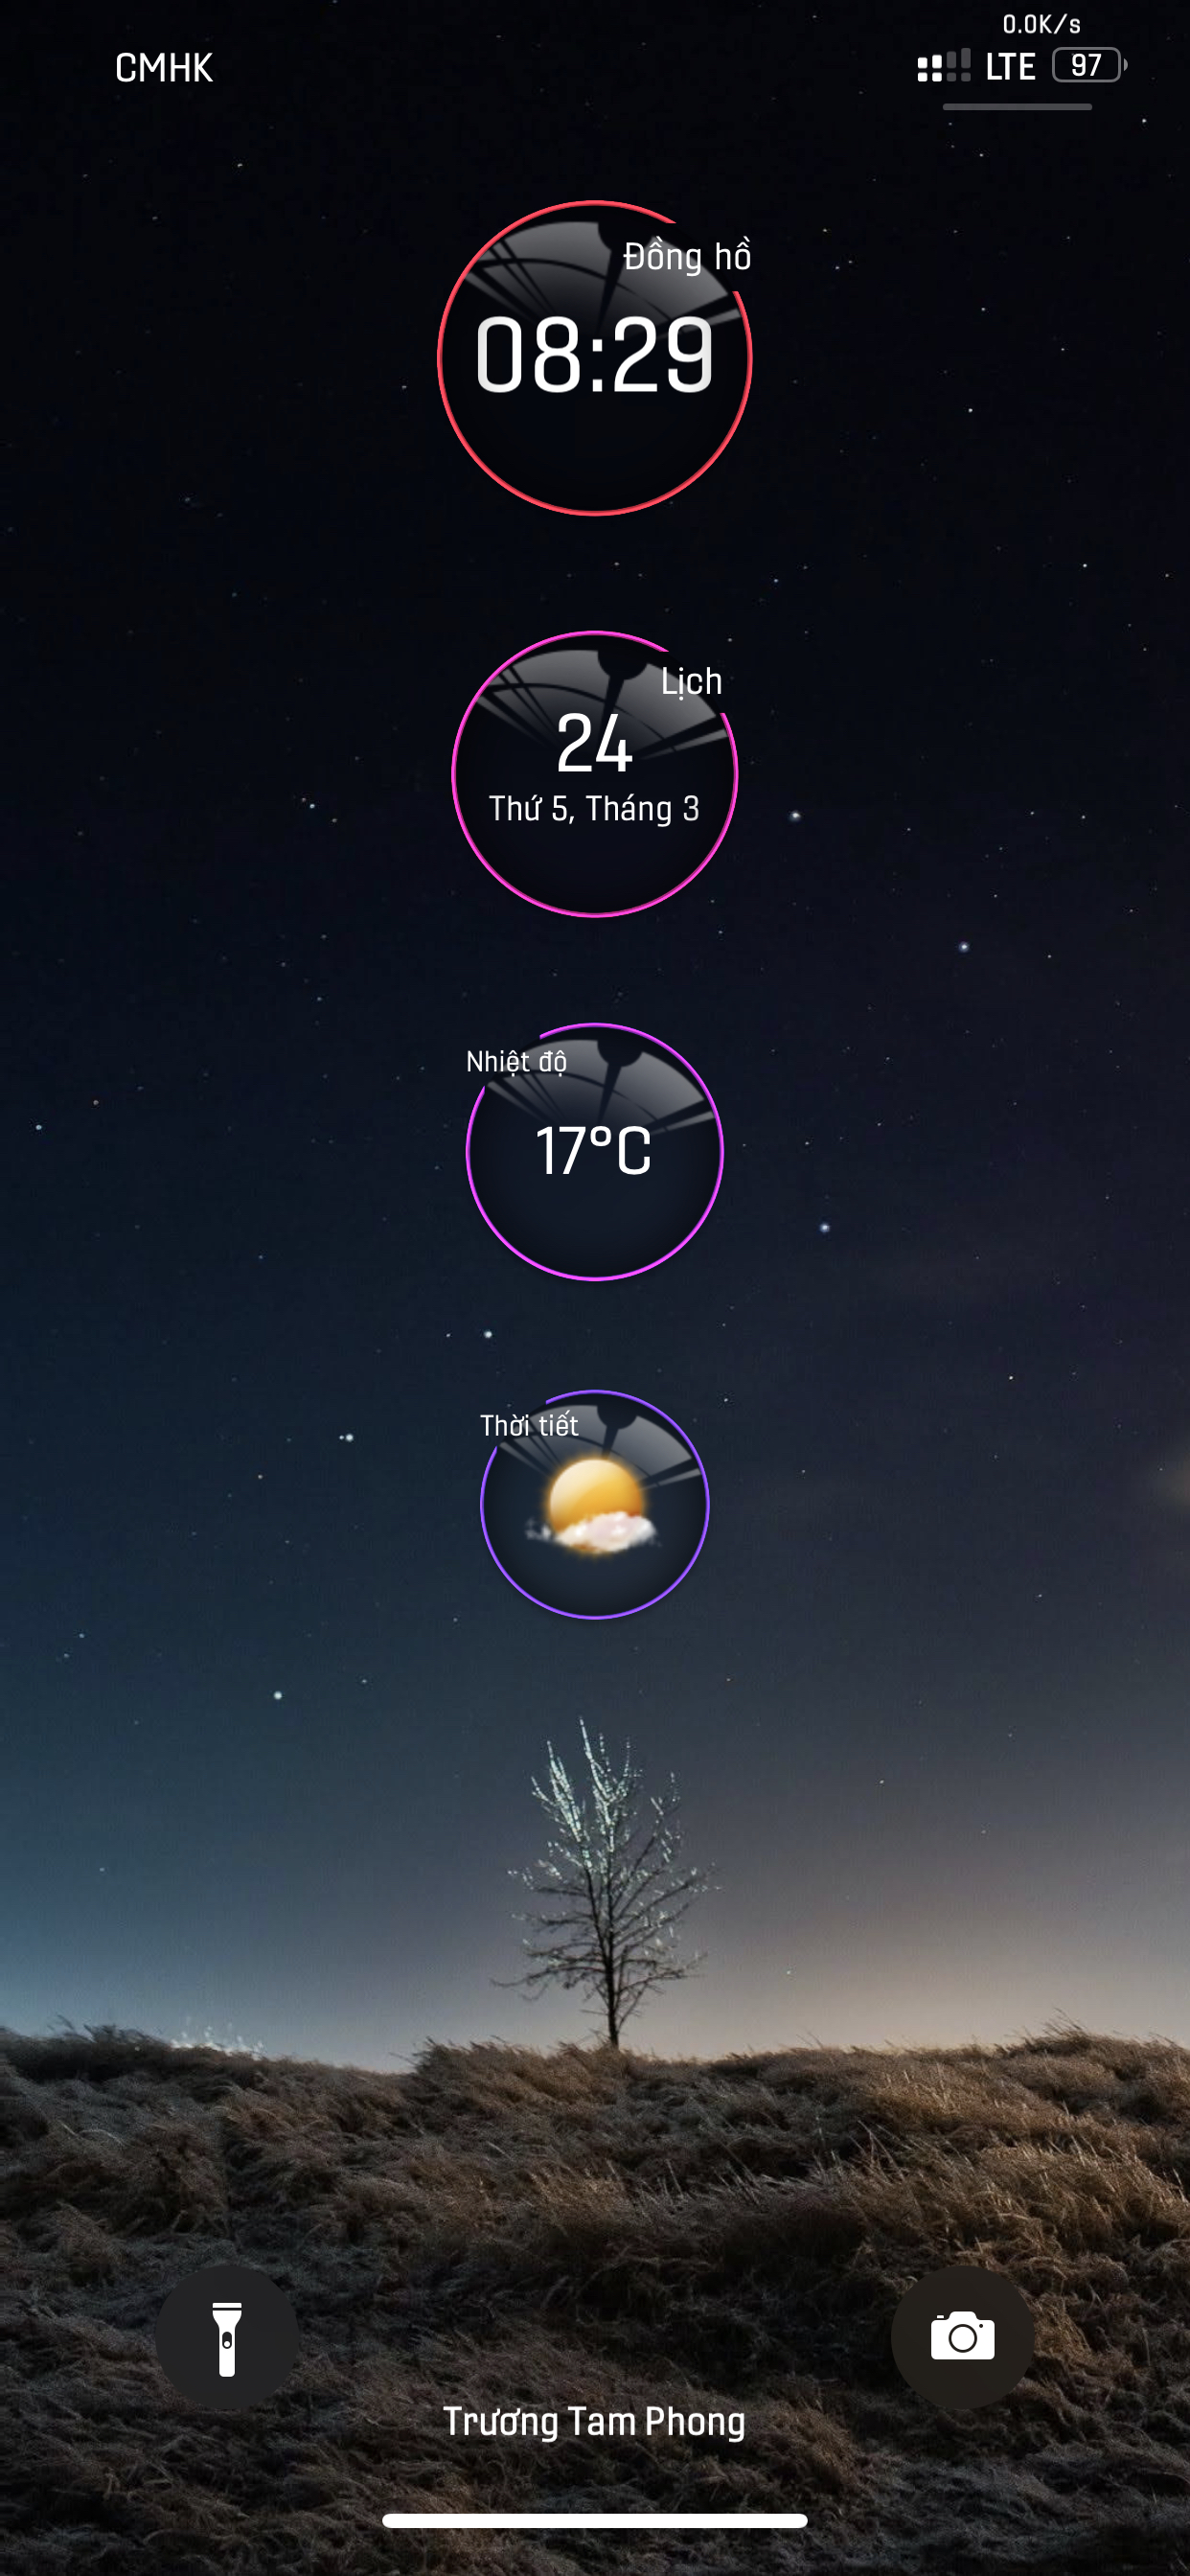 0.0K/s
CMHK
LTE 97
Đồng hồ
08:29
Lịch
24
Thứ 5, Tháng 3
Nhiệt độ
17°C
Thời tiết
Trương Tam Phong